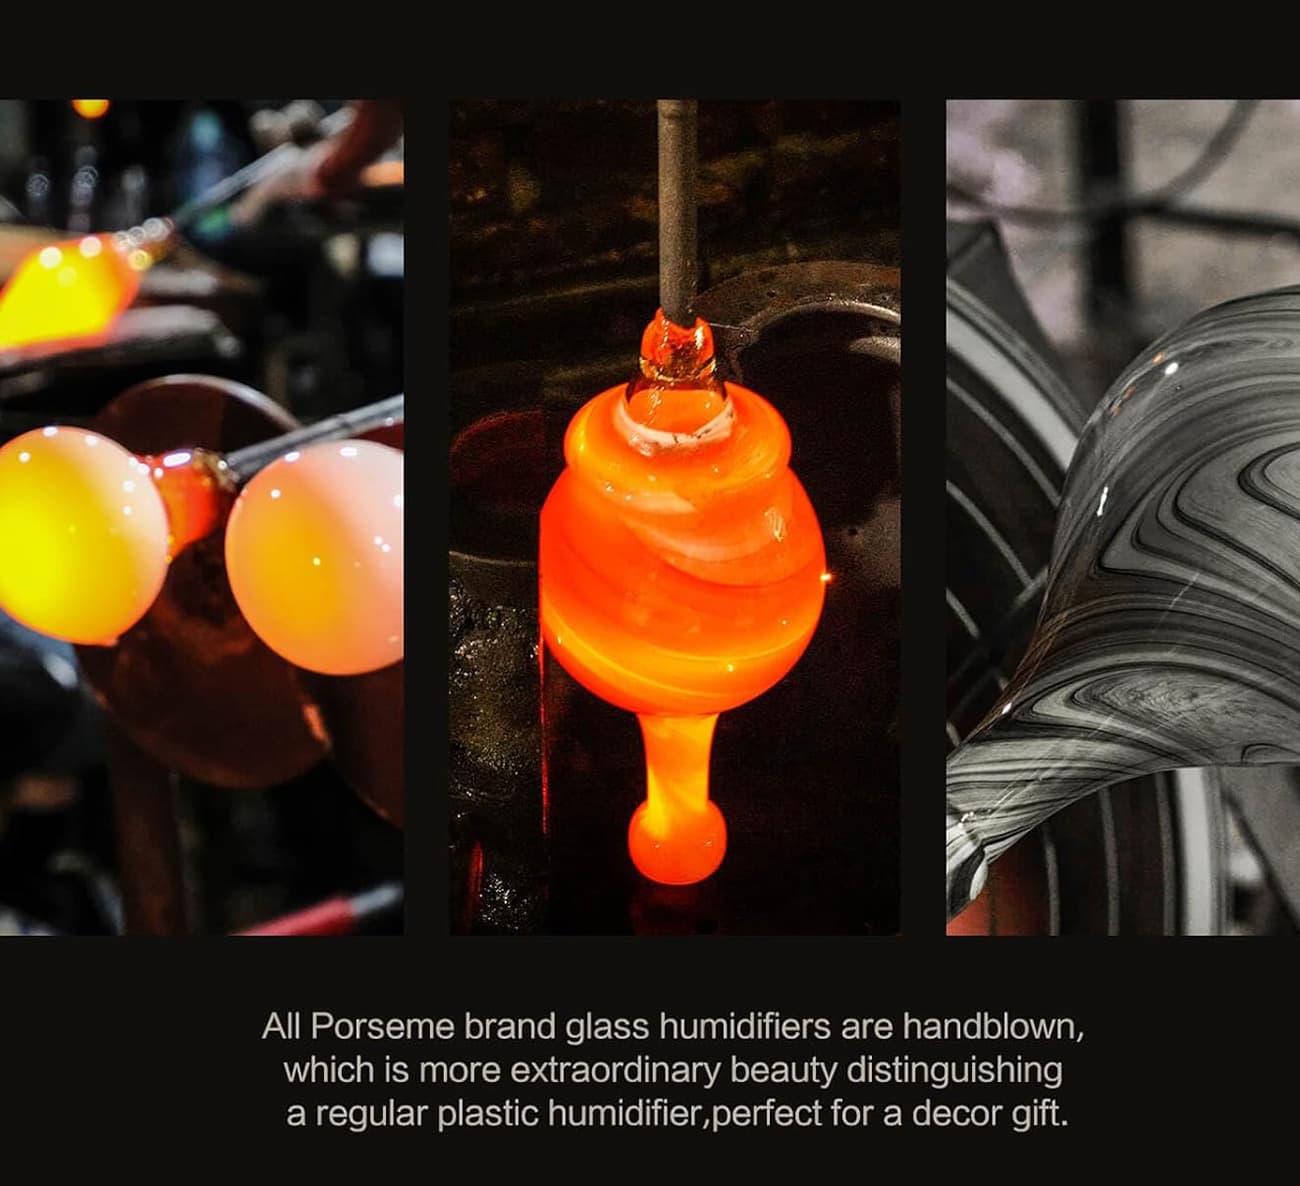 All Porseme brand glass humidifiers are handblown,
which is more extraordinary beauty distinguishing
a regular plastic humidifier,perfect for a decor gift.